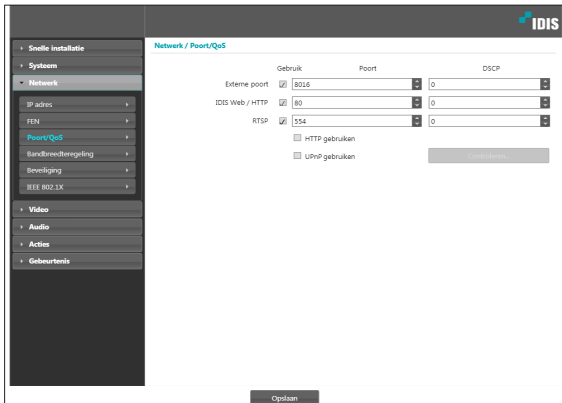 IDIS
Snelle installatie
Systeem
Netwerk
IP adres
FEN
Poort/QoS
Bandbreedteregeling
Beveiliging
IEEE 802.1X
Video
Audio
Acties
Gebeurtenis
Netwerk / Poort/QoS
Gebruik Poort DSCP
Externe poort 8016 0
IDIS Web / HTTP 80 0
RTSP 554 0
HTTP gebruiken
UPnP gebruiken Controleren...
Opslaan